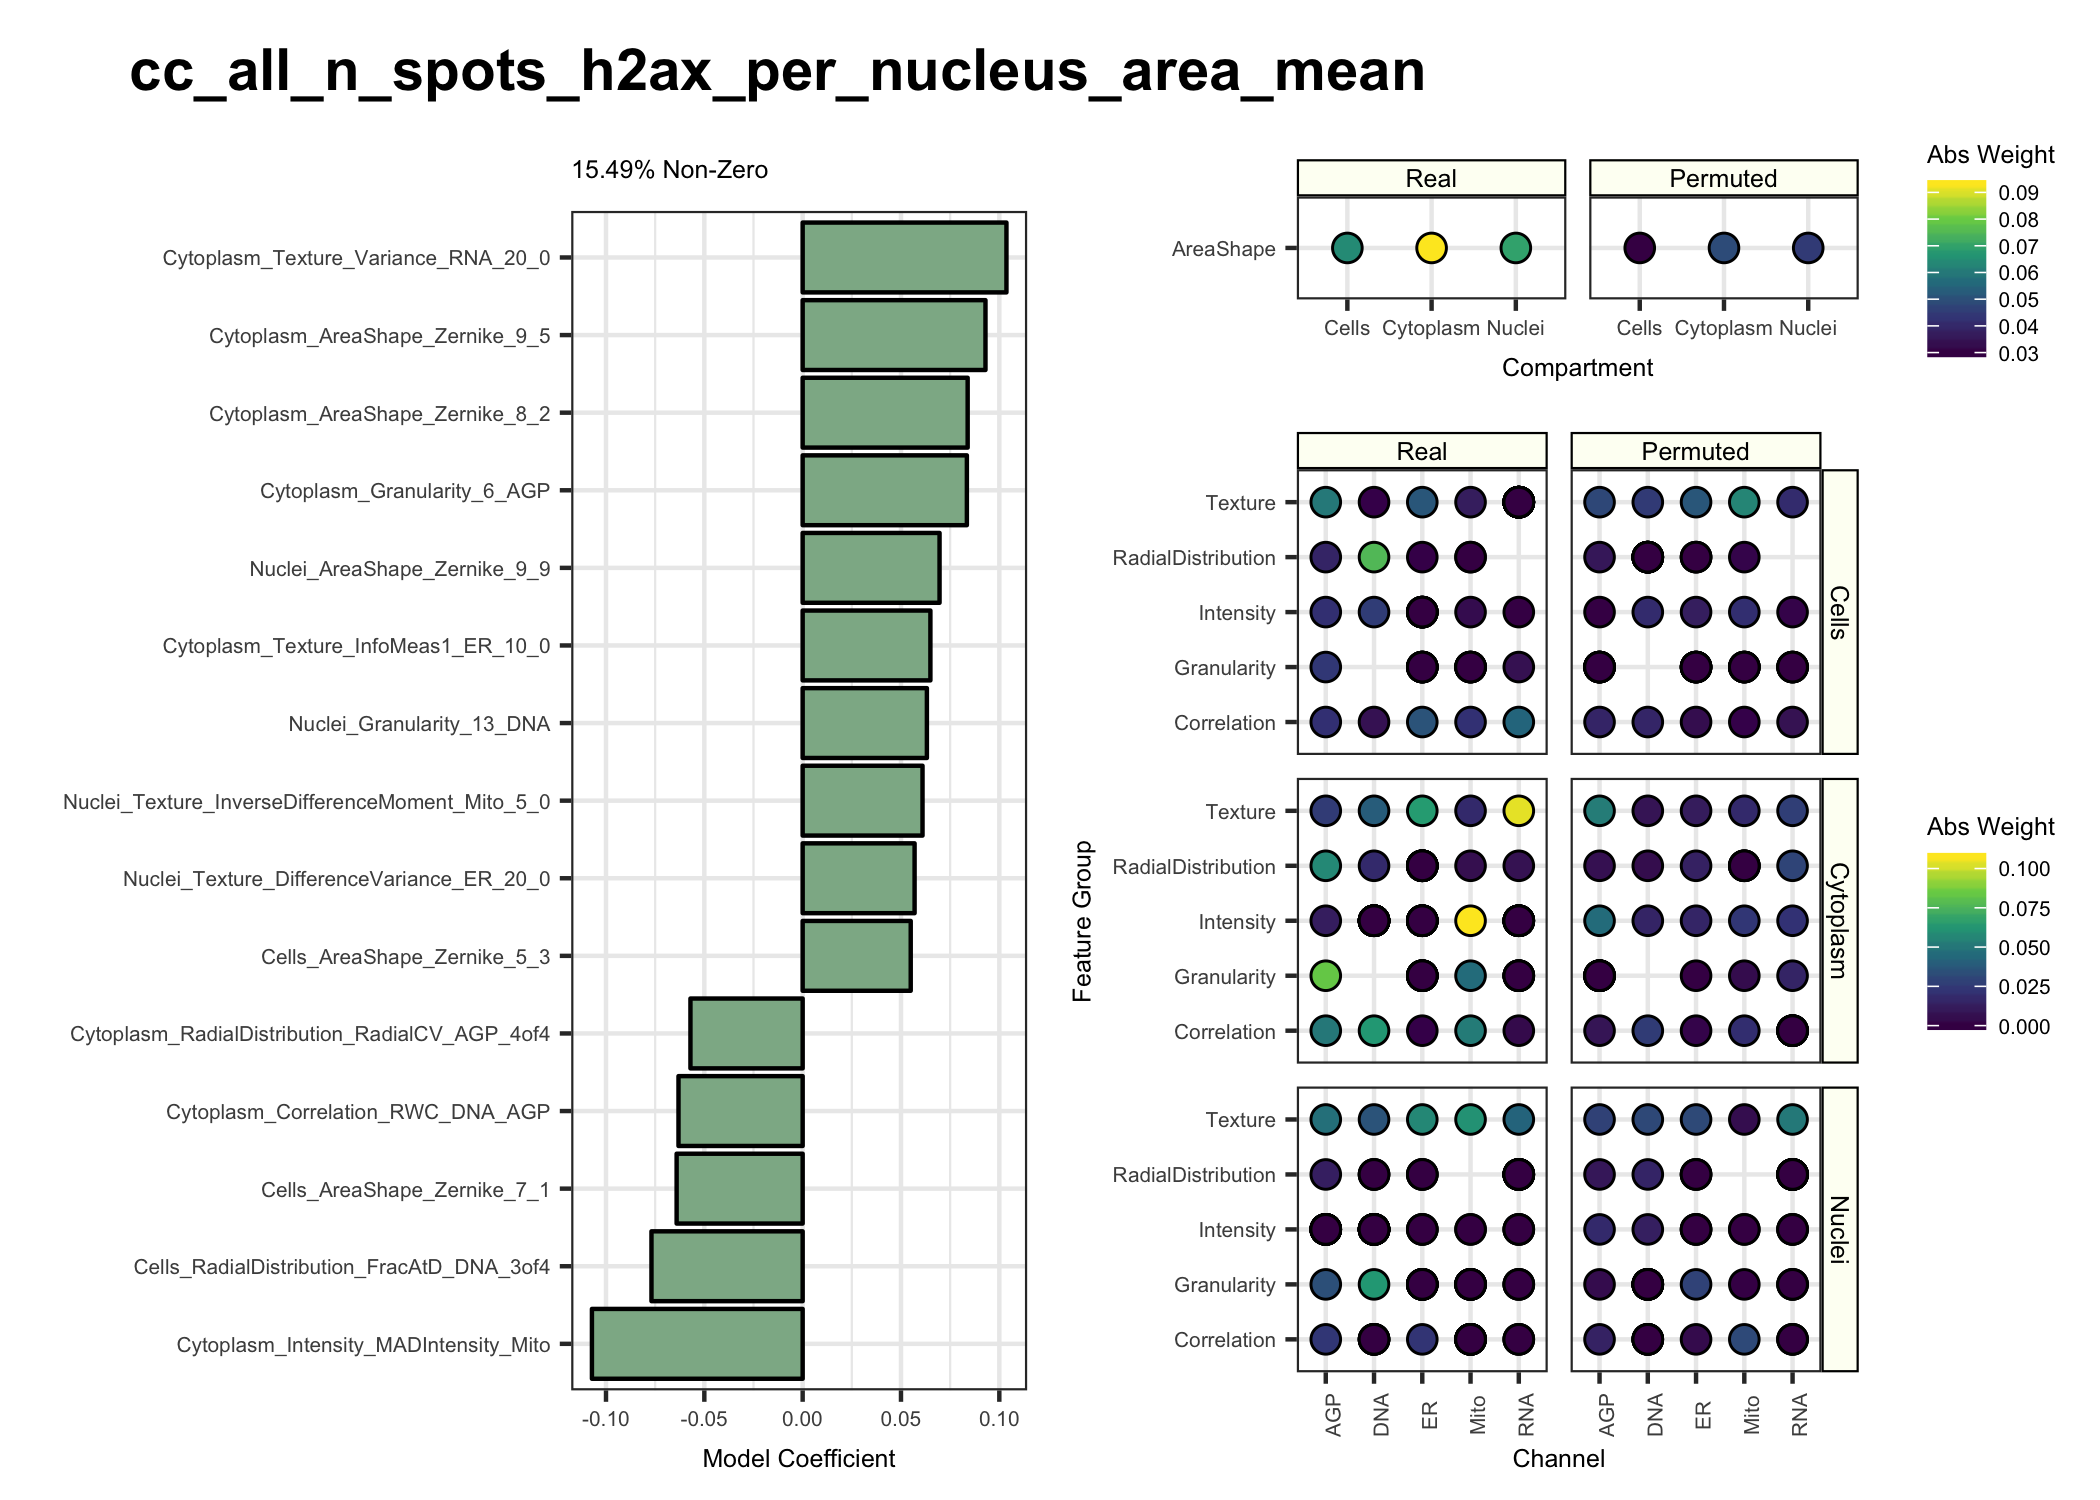 cc_all_n_spots_h2ax_per_nucleus_area_mean
15.49% Non-Zero
Cytoplasm_Texture_Variance_RNA_20_0
Cytoplasm_AreaShape_Zernike_9_5
Cytoplasm_AreaShape_Zernike_8_2
Cytoplasm_Granularity_6_AGP
Nuclei_AreaShape_Zernike_9_9
Cytoplasm_Texture_InfoMeas1_ER_10_0
Nuclei_Granularity_13_DNA
Nuclei_Texture_InverseDifferenceMoment_Mito_5_0
Nuclei_Texture_DifferenceVariance_ER_20_0
Cells_AreaShape_Zernike_5_3
Cytoplasm_RadialDistribution_RadialCV_AGP_4of4
Cytoplasm_Correlation_RWC_DNA_AGP
Cells_AreaShape_Zernike_7_1
Cells_RadialDistribution_FracAtD_DNA_3of4
Cytoplasm_Intensity_MADIntensity_Mito
-0.10 -0.05 0.00 0.05 0.10
Model Coefficient
Real Permuted
AreaShape
Cells Cytoplasm Nuclei Cells Cytoplasm Nuclei
Compartment
Abs Weight
0.09
0.08
0.07
0.06
0.05
0.04
0.03
Feature Group
Real Permuted
Texture
RadialDistribution
Intensity
Granularity
Correlation
Cells
Texture
RadialDistribution
Intensity
Granularity
Correlation
Cytoplasm
Texture
RadialDistribution
Intensity
Granularity
Correlation
Nuclei
AGP DNA ER Mito RNA AGP DNA ER Mito RNA
Channel
Abs Weight
0.100
0.075
0.050
0.025
0.000